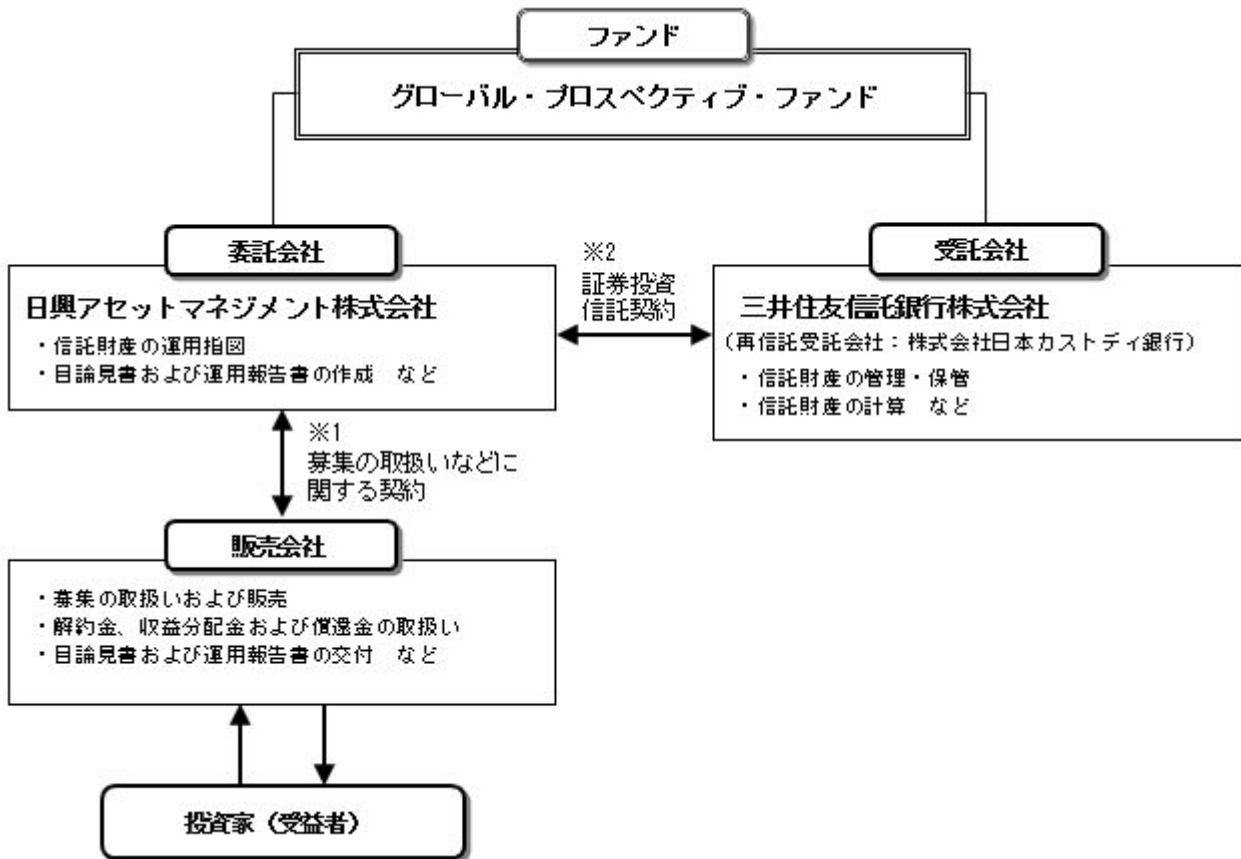 ファンド
グローバル・プロスペクティブ・ファンド
委託会社
日興アセットマネジメント株式会社
・信託財産の運用指図
・目論見書および運用報告書の作成　など
※2
証券投資
信託契約
受託会社
三井住友信託銀行株式会社
(再信託受託会社：株式会社日本カストディ銀行)
・信託財産の管理・保管
・信託財産の計算　など
※1
募集の取扱いなどに
関する契約
販売会社
・募集の取扱いおよび販売
・解約金、収益分配金および償還金の取扱い
・目論見書および運用報告書の交付　など
投資家（受益者）